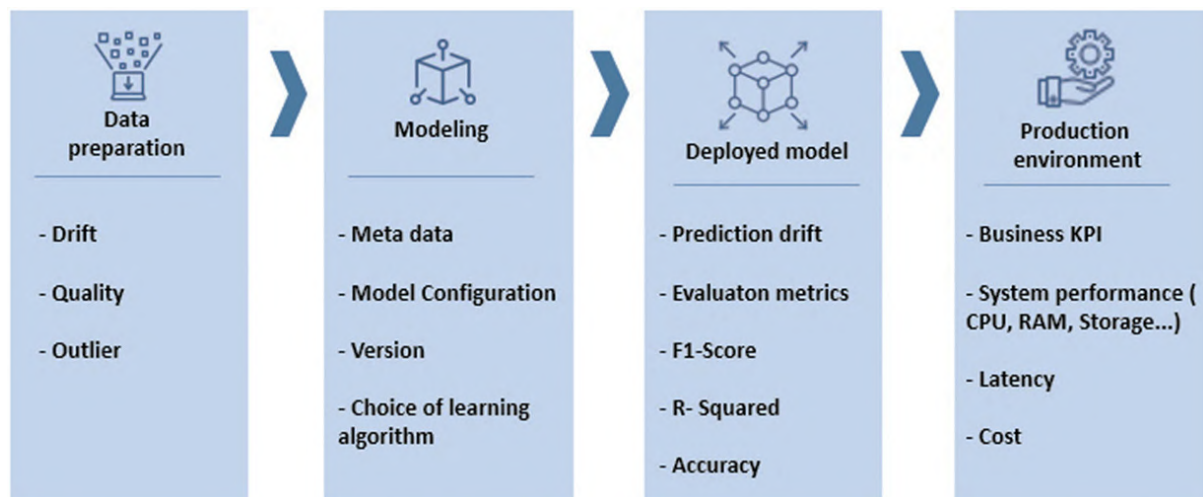 Data
preparation
- Drift
- Quality
- Outlier
Modeling
- Meta data
- Model Configuration
- Version
- Choice of learning
algorithm
Deployed model
- Prediction drift
- Evaluaton metrics
- F1-Score
- R- Squared
- Accuracy
Production
environment
- Business KPI
- System performance (
CPU, RAM, Storage...)
- Latency
- Cost